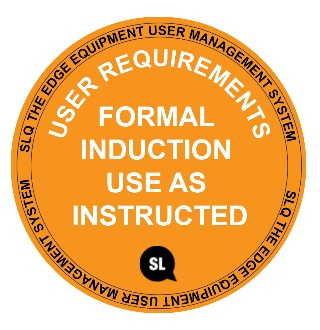 SLQ THE EDGE EQUIPMENT USER MANAGEMENT SYSTEM
USER REQUIREMENTS
FORMAL
INDUCTION
USE AS
INSTRUCTED
SL
SLQ THE EDGE EQUIPMENT USER MANAGEMENT SYSTEM